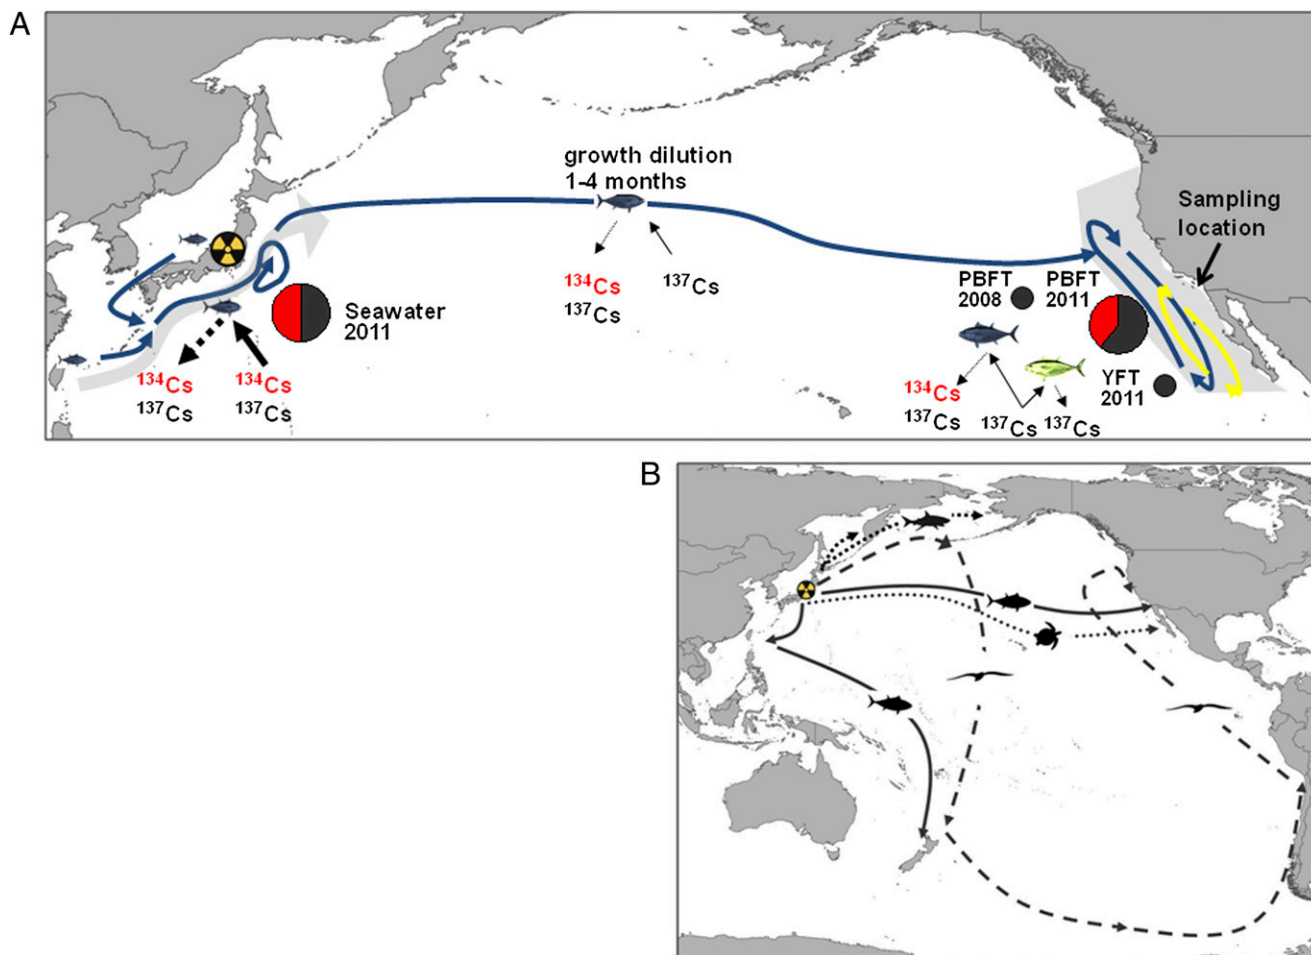 A
growth dilution
1-4 months
134Cs
137Cs
137Cs
Seawater
2011
134Cs
137Cs
134Cs
137Cs
Sampling
location
PBFT
2008
PBFT
2011
YFT
2011
134Cs
137Cs
137Cs
137Cs
B